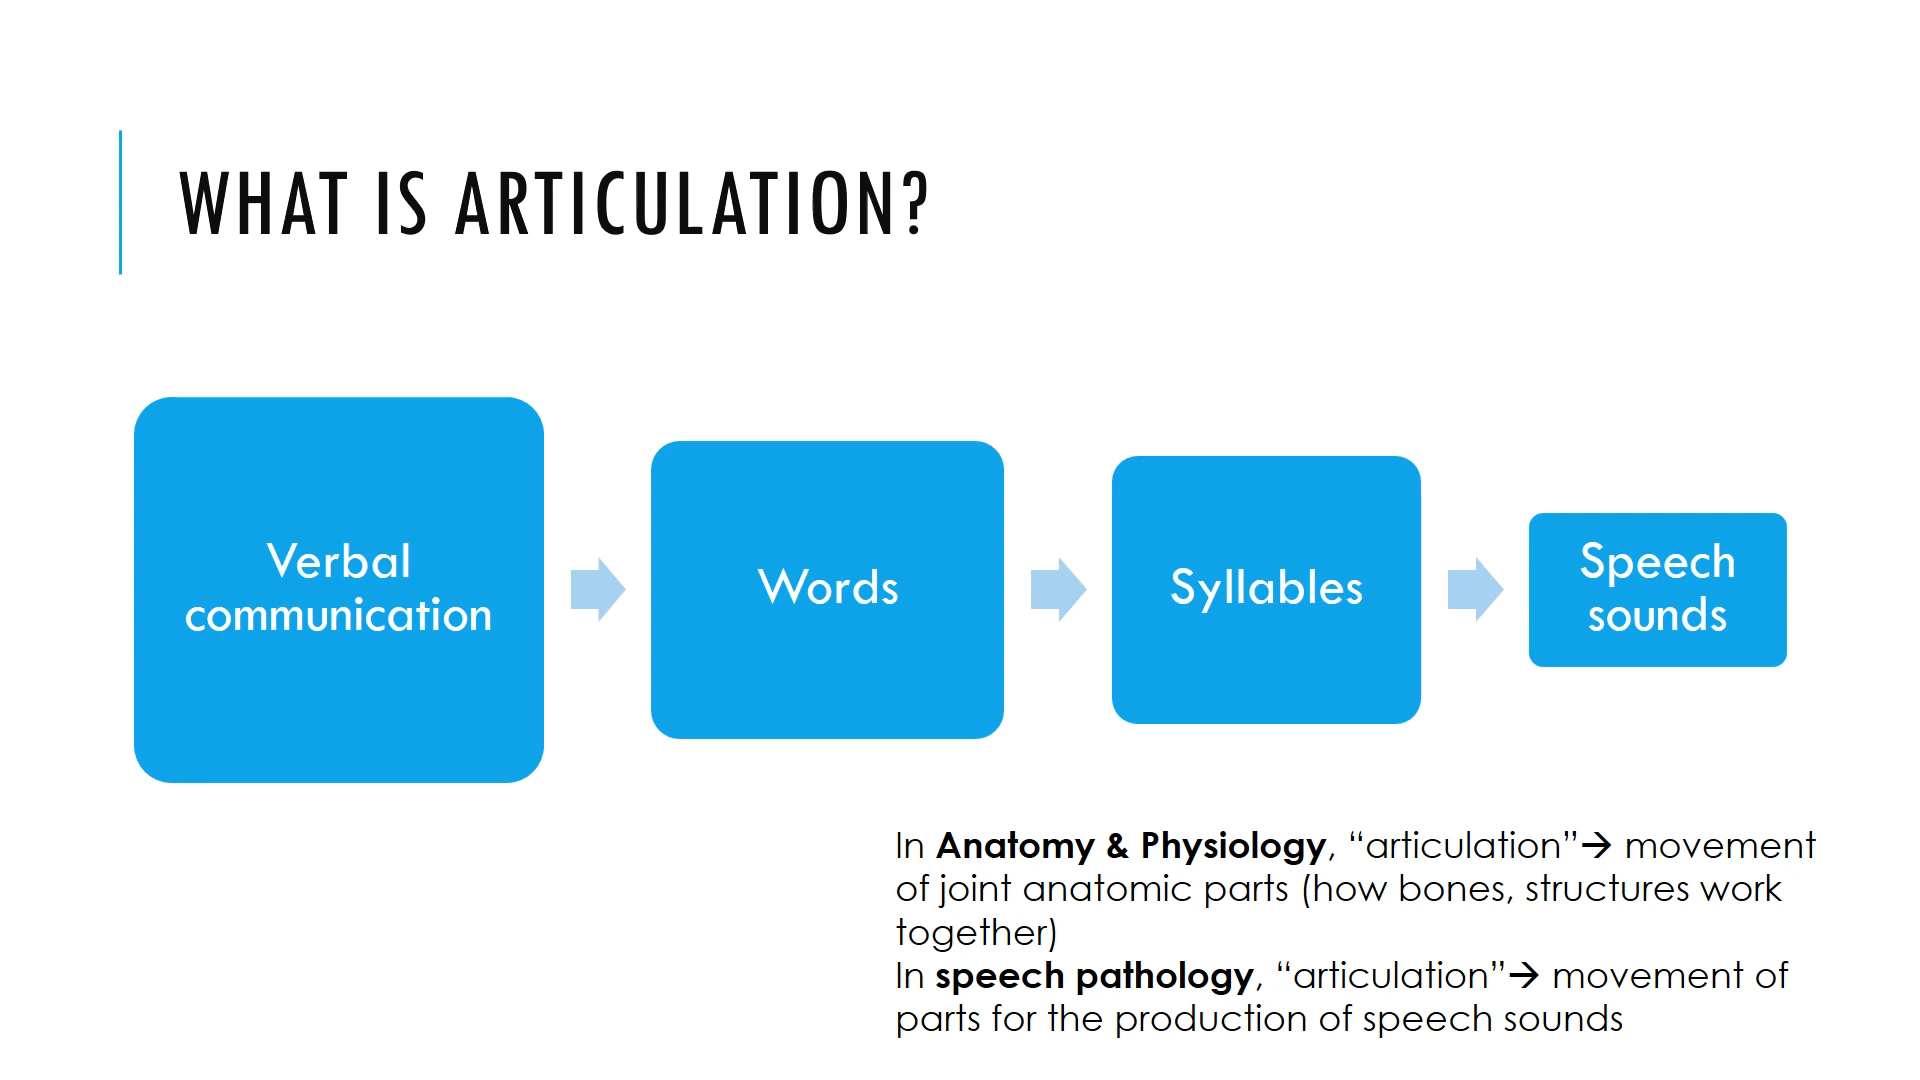 WHAT IS ARTICULATION?
Verbal
communication
Words
Syllables
Speech
sounds
In Anatomy & Physiology, “articulation”→ movement
of joint anatomic parts (how bones, structures work
together)
In speech pathology, “articulation”→ movement of
parts for the production of speech sounds